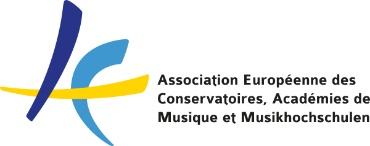 Association Européenne des
Conservatoires, Académies de
Musique et Musikhochschulen